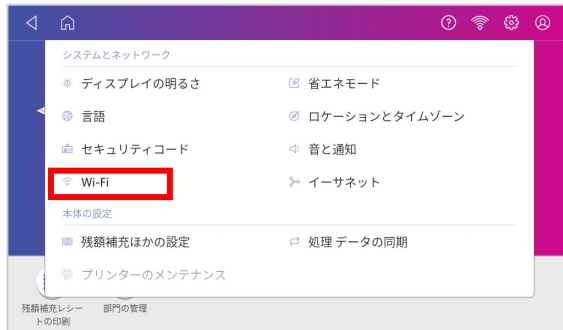 システムとネットワーク
ディスプレイの明るさ
省エネモード
言語
ロケーションとタイムゾーン
セキュリティコード
音と通知
Wi-Fi
イーサネット
本体の設定
残額補充ほかの設定
処理 データの同期
プリンターのメンテナンス
残額補充レシー
トの印刷
部門の管理